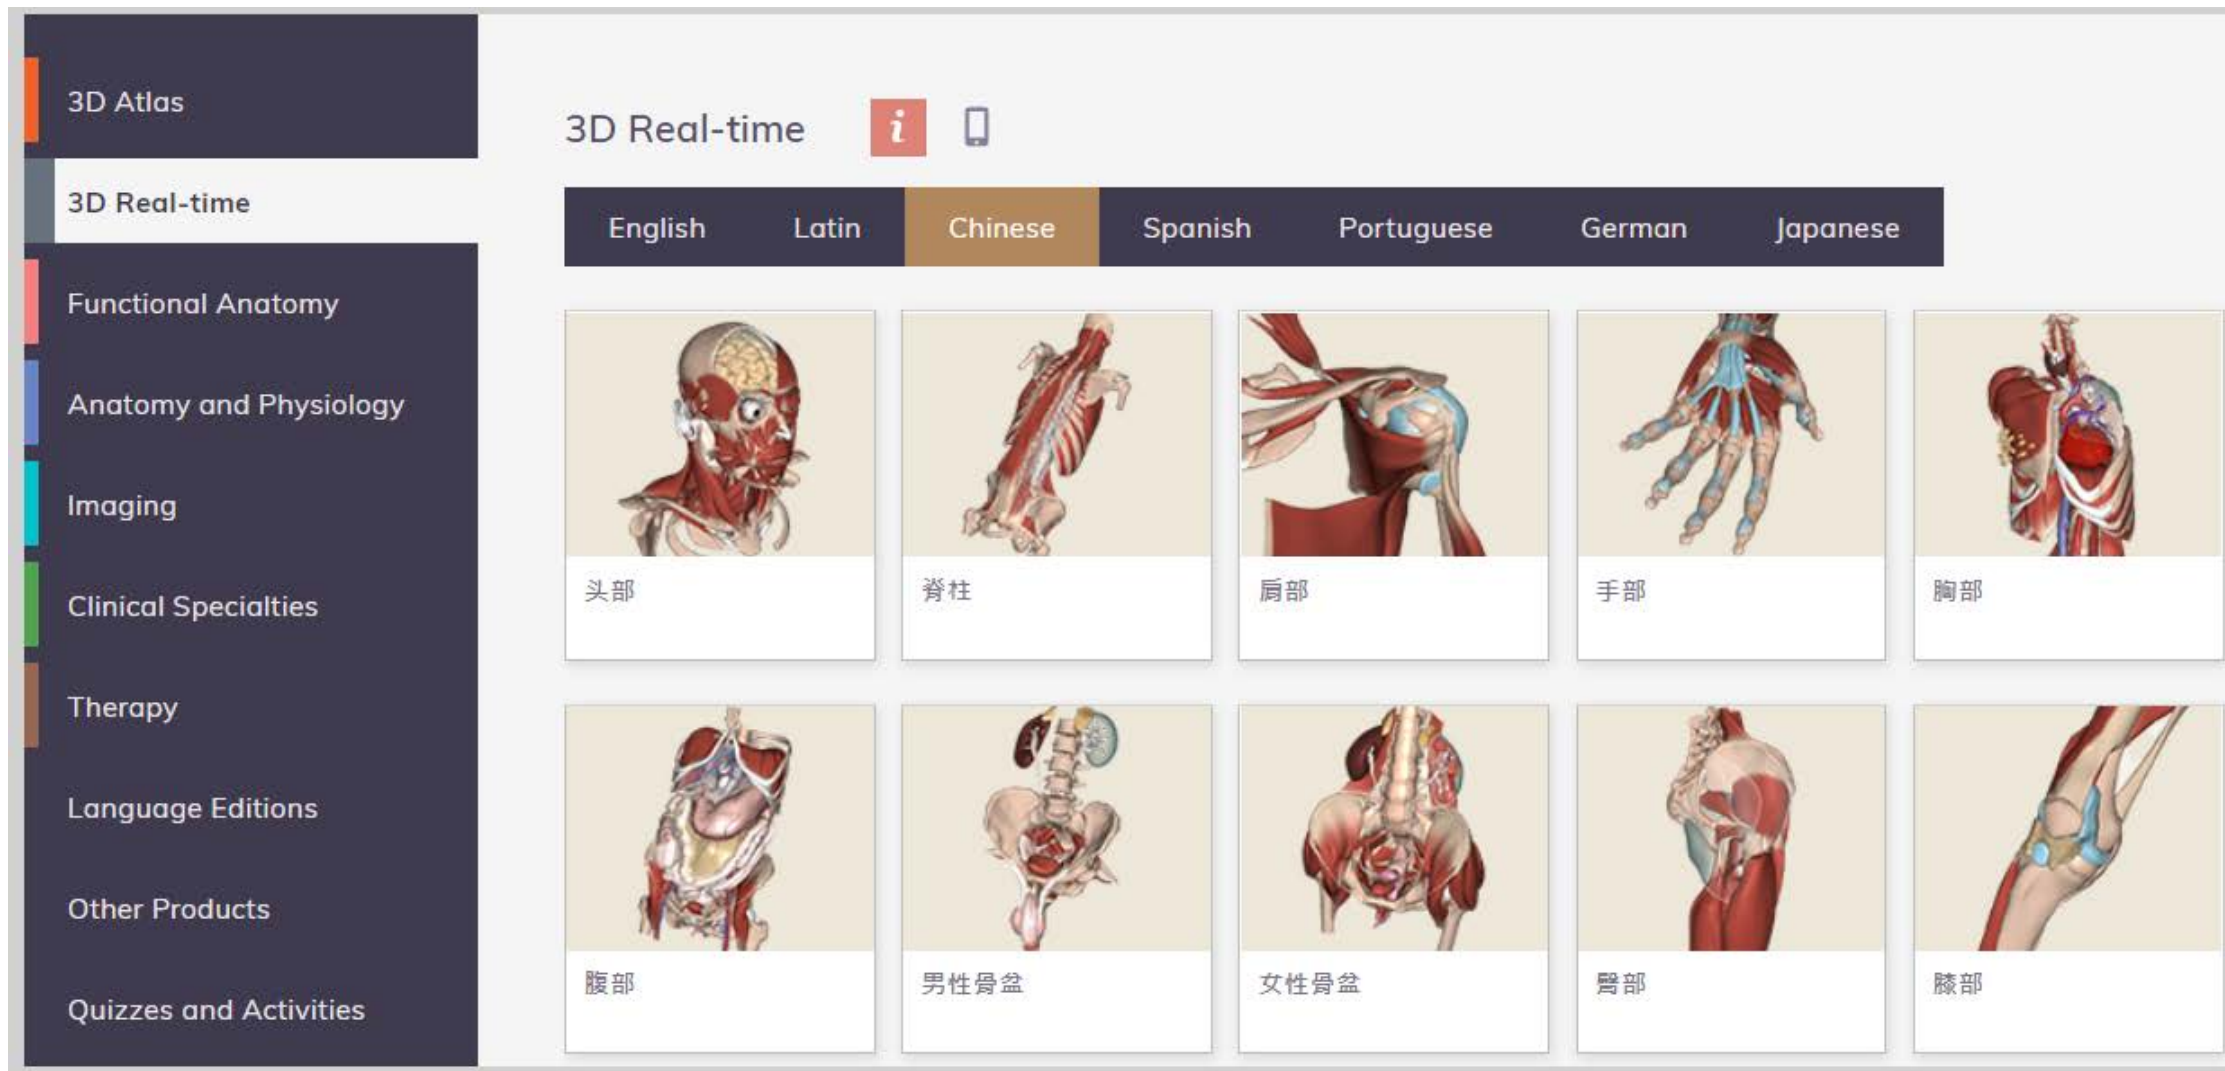 3D Atlas
3D Real-time
Functional Anatomy
Anatomy and Physiology
Imaging
Clinical Specialties
Therapy
Language Editions
Other Products
Quizzes and Activities
3D Real-time i
English Latin Chinese Spanish Portuguese German Japanese
头部 脊柱 肩部 手部 胸部
腹部 男性骨盆 女性骨盆 臀部 膝部